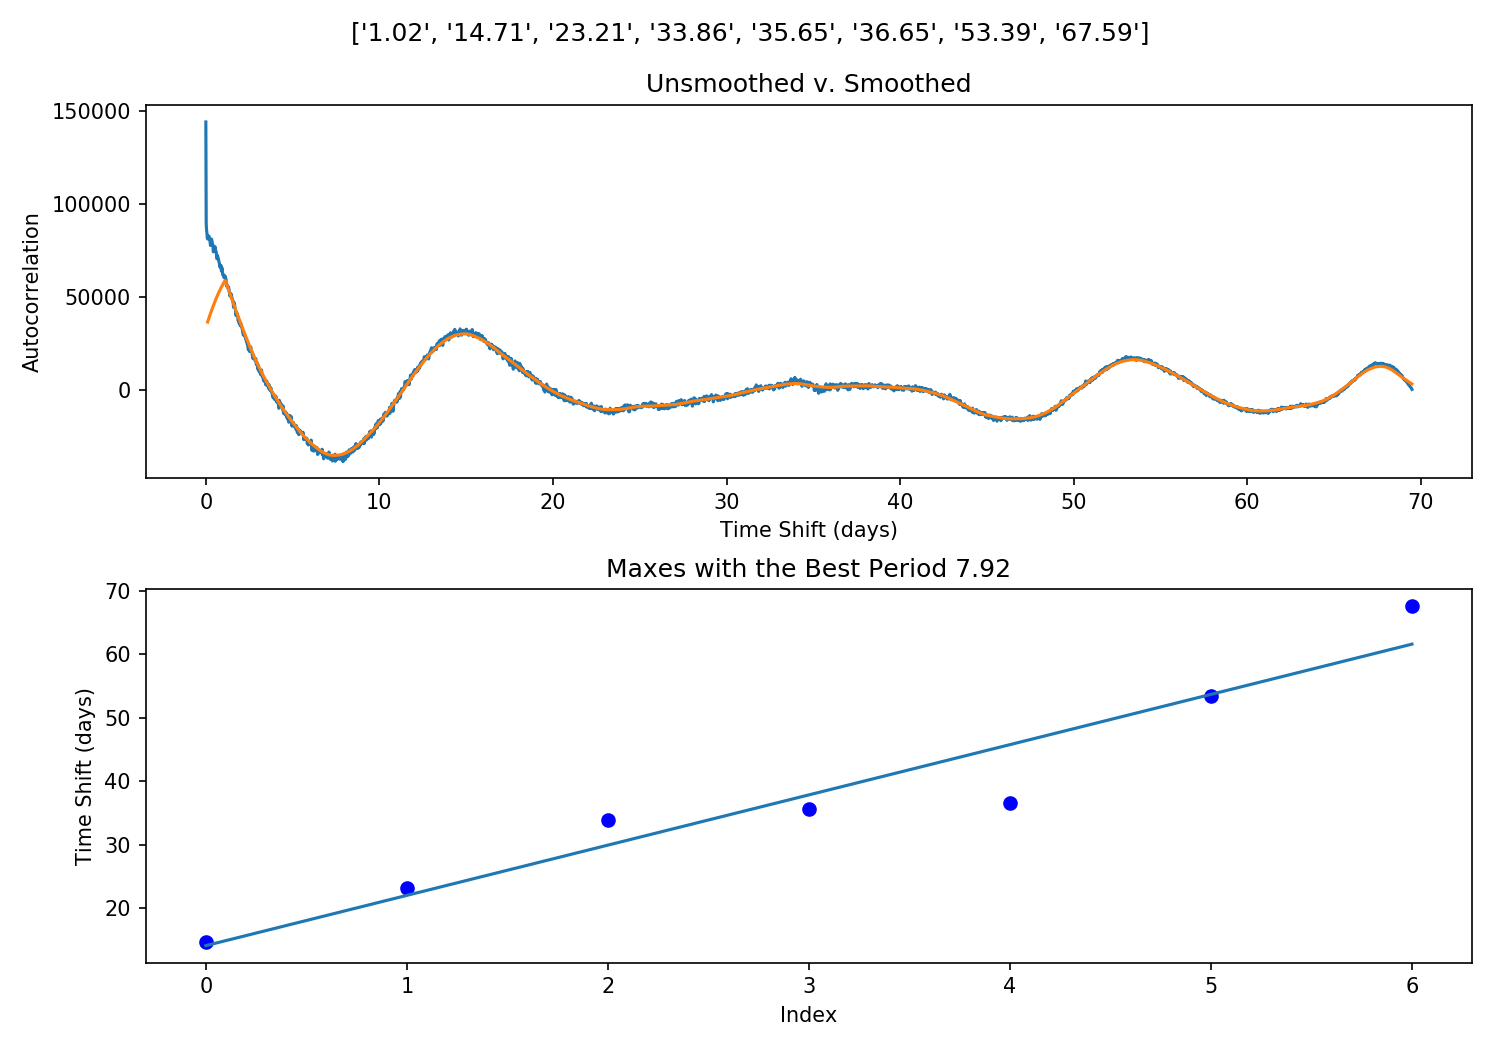 ['1.02', '14.71', '23.21', '33.86', '35.65', '36.65', '53.39', '67.59']
Unsmoothed v. Smoothed
150000
100000
50000
0
Autocorrelation
0 10 20 30 40 50 60 70
Time Shift (days)
Maxes with the Best Period 7.92
70
60
50
40
30
20
Time Shift (days)
0 1 2 3 4 5 6
Index